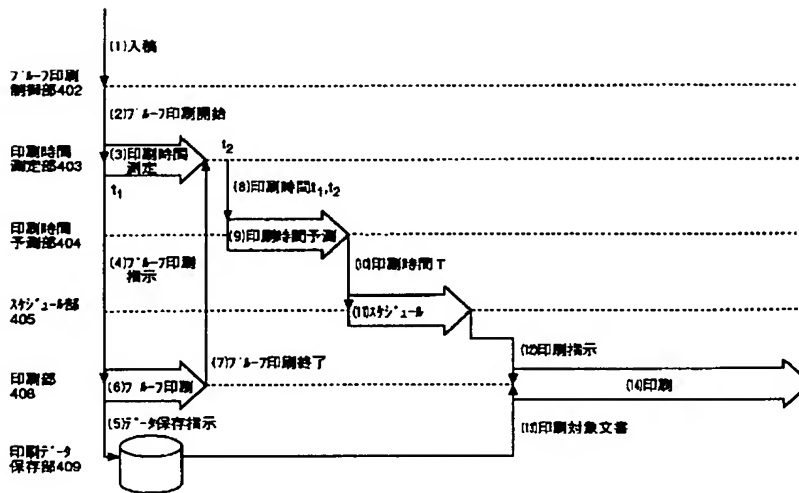 (1)入稿
プルーフ印刷
制御部402
(2)プルーフ印刷開始
印刷時間
測定部403
(3)印刷時間
測定
t₂
t₁
(8)印刷時間t₁,t₂
印刷時間
予測部404
(9)印刷時間予測
(4)プルーフ印刷
指示
(10)印刷時間T
スケジュール部
405
(11)スケジュール
(12)印刷指示
(7)プルーフ印刷終了
印刷部
408
(6)プルーフ印刷
(14)印刷
(5)データ保存指示
(13)印刷対象文書
印刷データ
保存部409